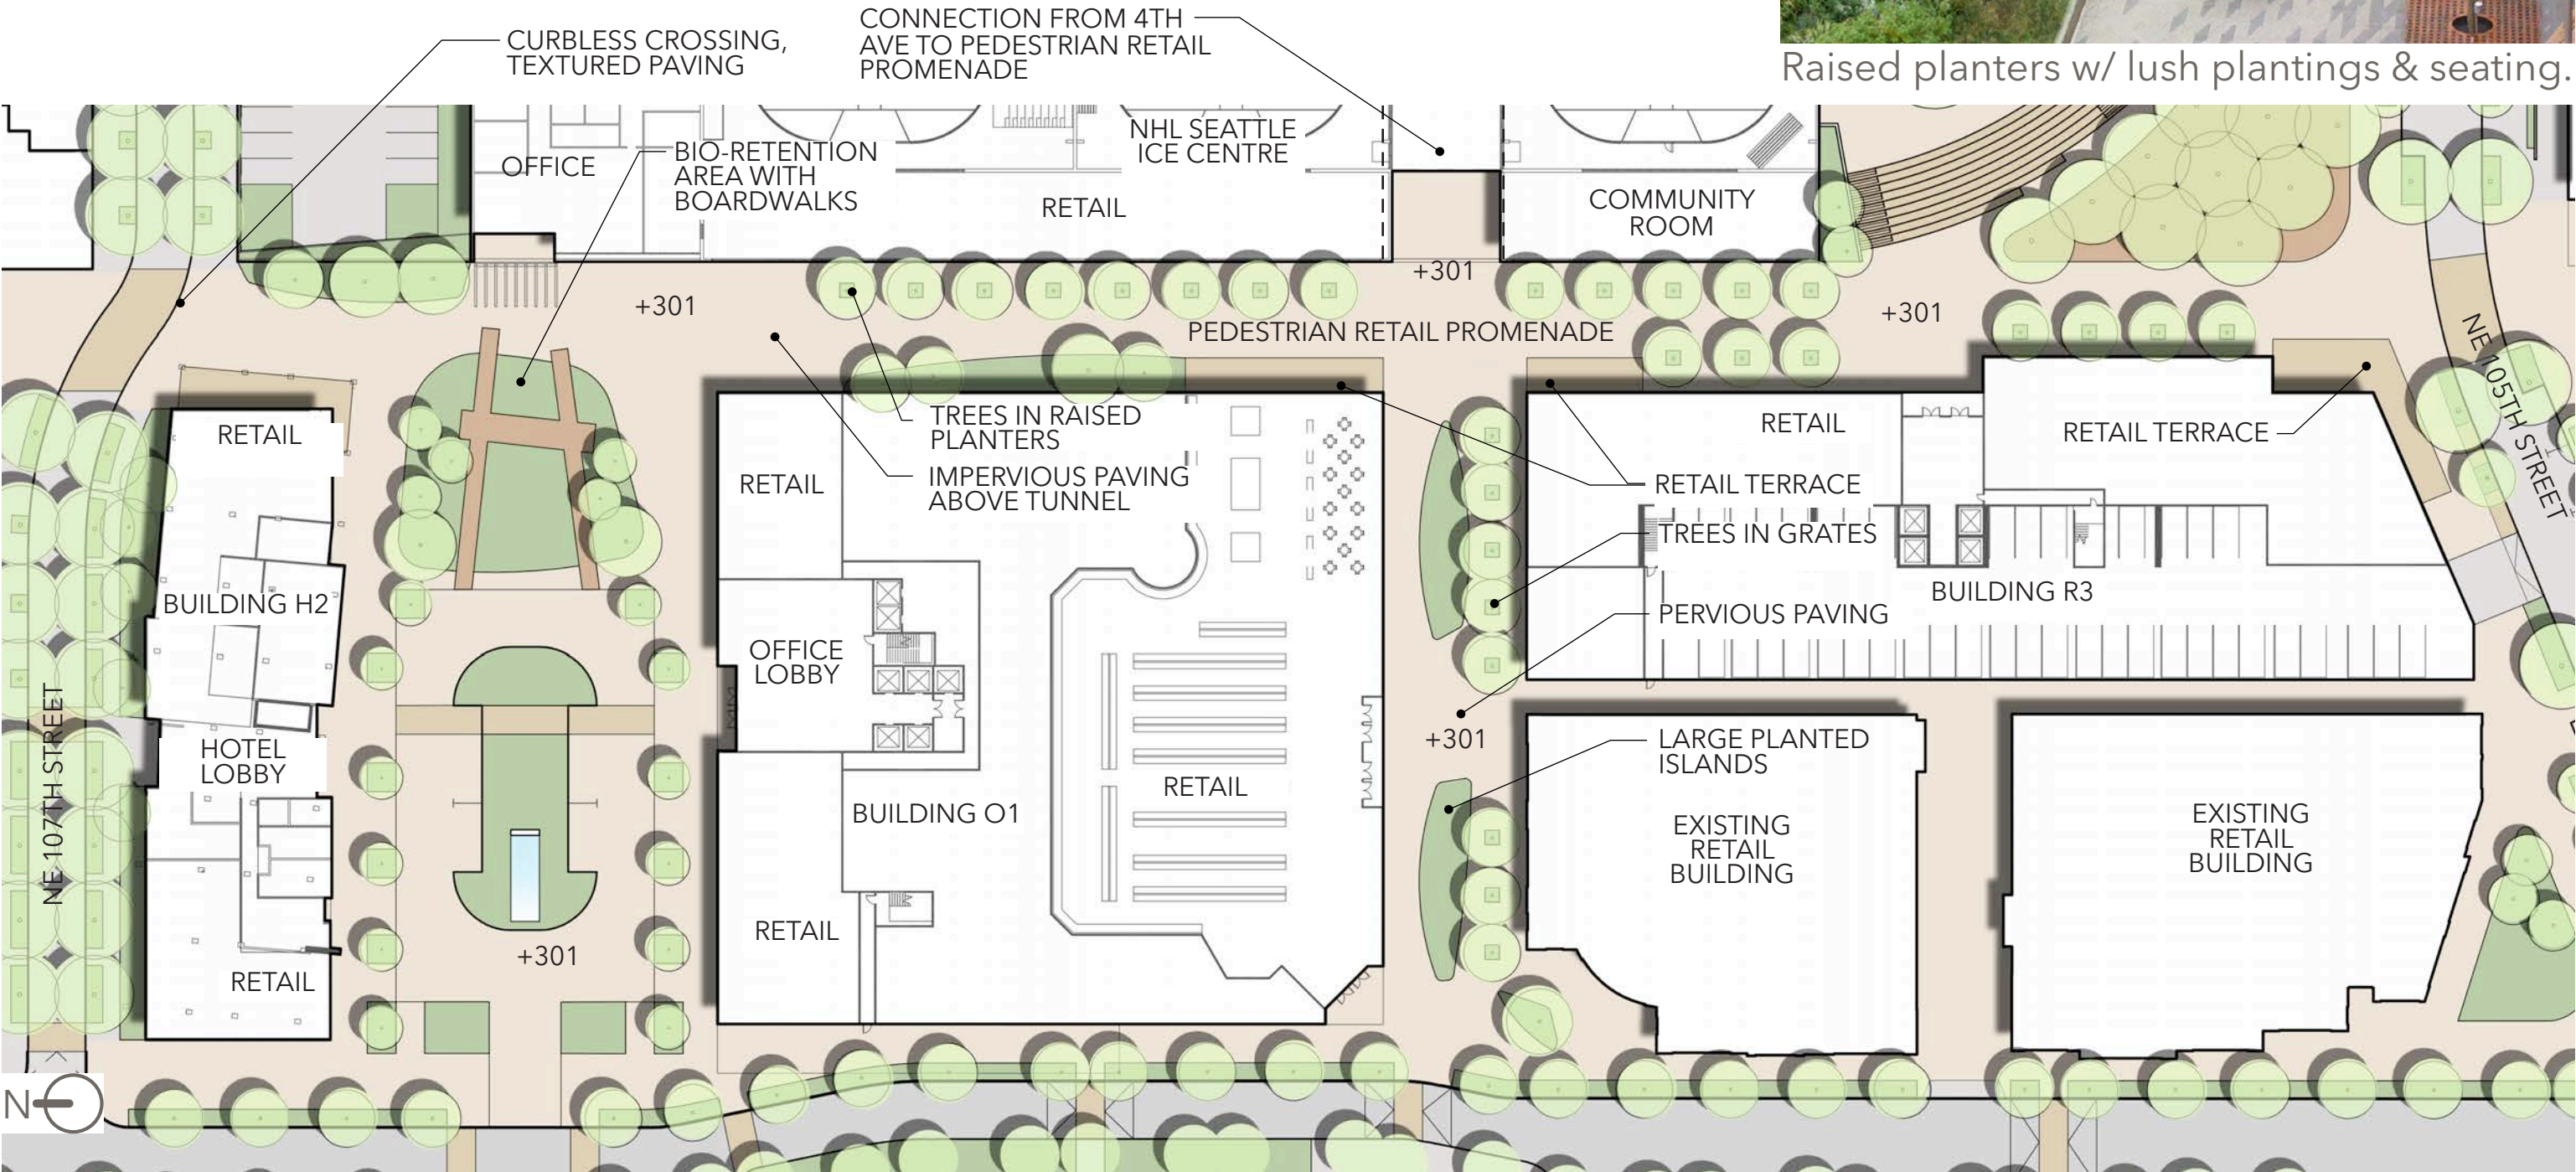 CONNECTION FROM 4TH
AVE TO PEDESTRIAN RETAIL
PROMENADE
CURBLESS CROSSING,
TEXTURED PAVING
Raised planters w/ lush plantings & seating.
OFFICE
BIO-RETENTION
AREA WITH
BOARDWALKS
NHL SEATTLE
ICE CENTRE
RETAIL
COMMUNITY
ROOM
+301
+301
+301
PEDESTRIAN RETAIL PROMENADE
NE 105TH STREET
RETAIL
TREES IN RAISED
PLANTERS
IMPERVIOUS PAVING
ABOVE TUNNEL
RETAIL
RETAIL
RETAIL TERRACE
RETAIL TERRACE
TREES IN GRATES
BUILDING R3
PERVIOUS PAVING
BUILDING H2
OFFICE
LOBBY
NE 107TH STREET
HOTEL
LOBBY
+301
LARGE PLANTED
ISLANDS
RETAIL
BUILDING O1
EXISTING
RETAIL
BUILDING
EXISTING
RETAIL
BUILDING
RETAIL
+301
RETAIL
N